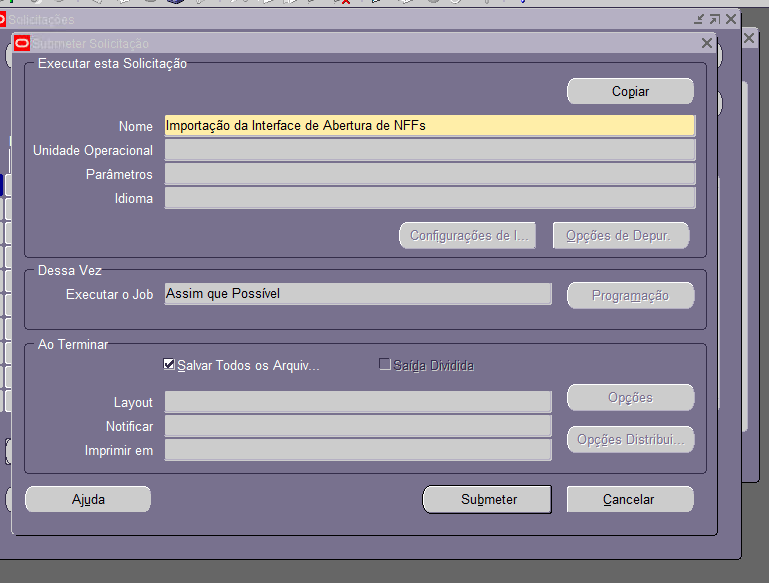 Solicitações
Submeter Solicitação
Executar esta Solicitação
Copiar
Nome Importação da Interface de Abertura de NFFs
Unidade Operacional
Parâmetros
Idioma
Configurações de I... Opções de Depur.
Dessa Vez
Executar o Job Assim que Possível Programação
Ao Terminar
Salvar Todos os Arquiv... Saída Dividida
Layout Opções
Notificar
Opções Distribui...
Imprimir em
Ajuda Submeter Cancelar